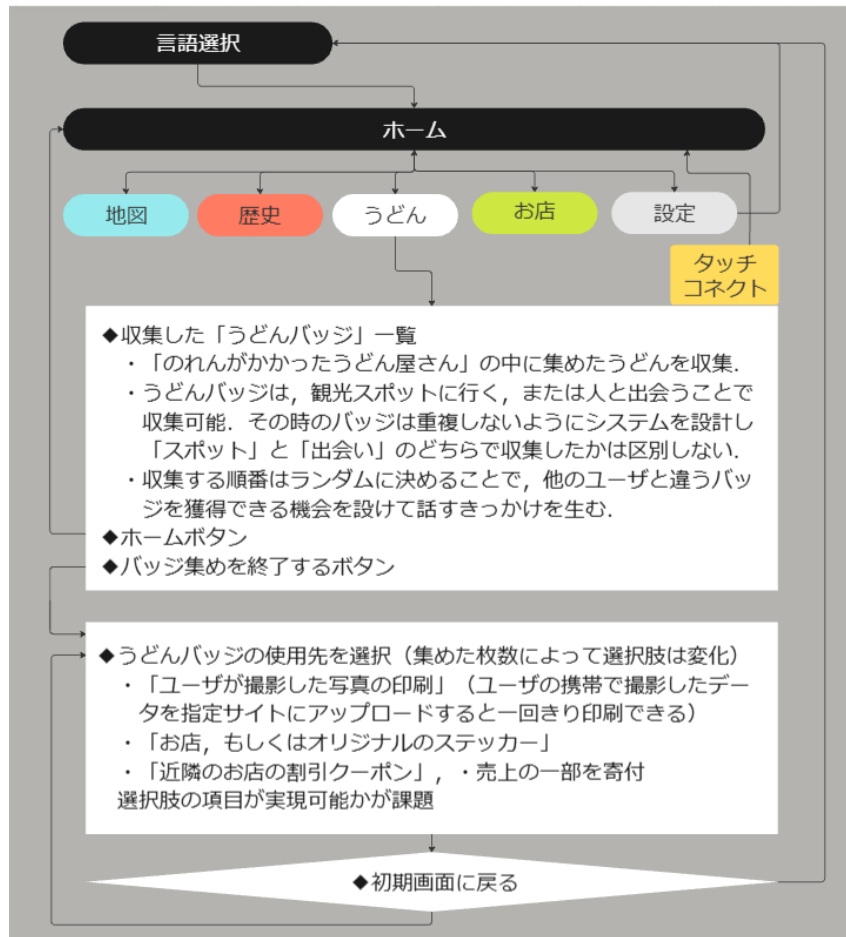 言語選択
ホーム
地図
歴史
うどん
お店
設定
タッチ
コネクト
◆収集した「うどんバッジ」一覧
・「のれんがかかったうどん屋さん」の中に集めたうどんを収集.
・うどんバッジは,観光スポットに行く,または人と出会うことで
収集可能.その時のバッジは重複しないようにシステムを設計し
「スポット」と「出会い」のどちらで収集したかは区別しない.
・収集する順番はランダムに決めることで,他のユーザと違うバッ
ジを獲得できる機会を設けて話すきっかけを生む.
◆ホームボタン
◆バッジ集めを終了するボタン
◆うどんバッジの使用先を選択(集めた枚数によって選択肢は変化)
・「ユーザが撮影した写真の印刷」(ユーザの携帯で撮影したデー
タを指定サイトにアップロードすると一回きり印刷できる)
・「お店,もしくはオリジナルのステッカー」
・「近隣のお店の割引クーポン」,・売上の一部を寄付
選択肢の項目が実現可能かが課題
◆初期画面に戻る